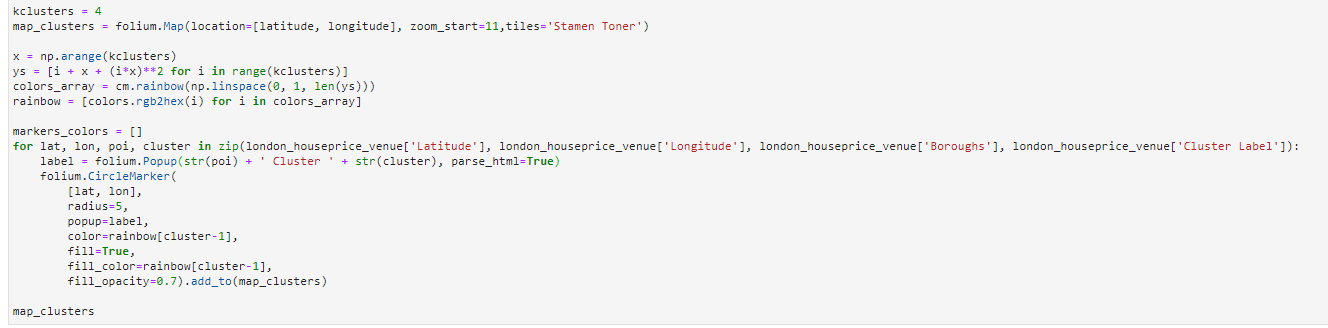 kclusters = 4
map_clusters = folium.Map(location=[latitude, longitude], zoom_start=11,tiles='Stamen Toner')

x = np.arange(kclusters)
ys = [i + x + (i*x)**2 for i in range(kclusters)]
colors_array = cm.rainbow(np.linspace(0, 1, len(ys)))
rainbow = [colors.rgb2hex(i) for i in colors_array]

markers_colors = []
for lat, lon, poi, cluster in zip(london_houseprice_venue['Latitude'], london_houseprice_venue['Longitude'], london_houseprice_venue['Boroughs'], london_houseprice_venue['Cluster Label']):
    label = folium.Popup(str(poi) + ' Cluster ' + str(cluster), parse_html=True)
    folium.CircleMarker(
        [lat, lon],
        radius=5,
        popup=label,
        color=rainbow[cluster-1],
        fill=True,
        fill_color=rainbow[cluster-1],
        fill_opacity=0.7).add_to(map_clusters)

map_clusters